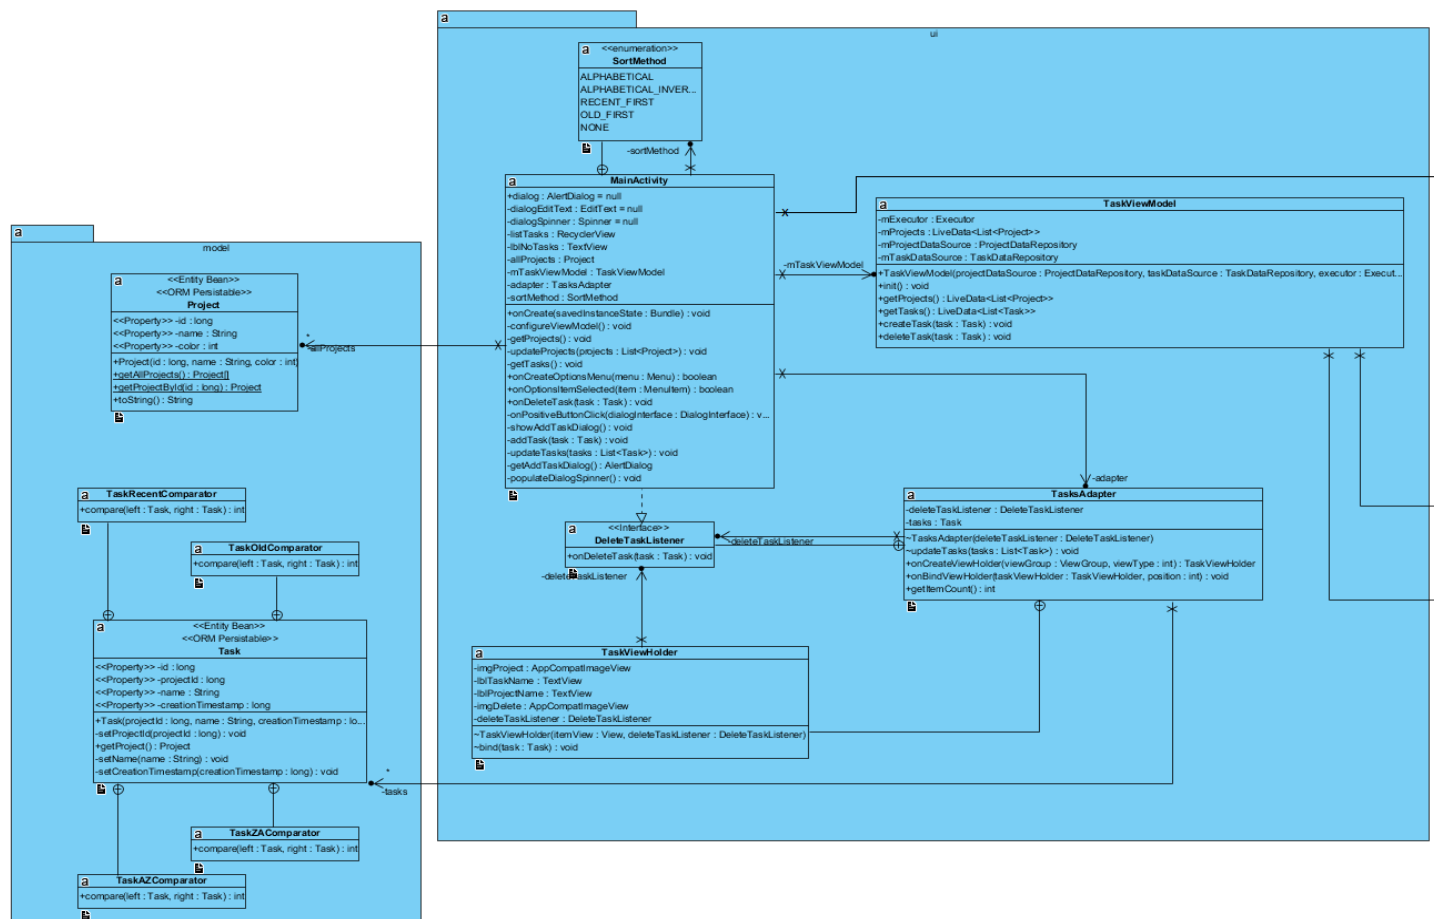 a
ui
a
<<enumeration>>
SortMethod
ALPHABETICAL
ALPHABETICAL_INVER...
RECENT_FIRST
OLD_FIRST
NONE
-sortMethod
a
MainActivity
+dialog : AlertDialog = null
-dialogEditText : EditText = null
-dialogSpinner : Spinner = null
-listTasks : RecyclerView
-lblNoTasks : TextView
-allProjects : Project
-mTaskViewModel : TaskViewModel
-adapter : TasksAdapter
-sortMethod : SortMethod
+onCreate(savedInstanceState : Bundle) : void
-configureViewModel() : void
-getProjects() : void
-updateProjects(projects : List<Project>) : void
-getTasks() : void
+onCreateOptionsMenu(menu : Menu) : boolean
+onOptionsItemSelected(item : MenuItem) : boolean
+onDeleteTask(task : Task) : void
-onPositiveButtonClick(dialogInterface : DialogInterface) : v...
-showAddTaskDialog() : void
-addTask(task : Task) : void
-updateTasks(tasks : List<Task>) : void
-getAddTaskDialog() : AlertDialog
-populateDialogSpinner() : void
-mTaskViewModel
a
TaskViewModel
-mExecutor : Executor
-mProjects : LiveData<List<Project>>
-mProjectDataSource : ProjectDataRepository
-mTaskDataSource : TaskDataRepository
+TaskViewModel(projectDataSource : ProjectDataRepository, taskDataSource : TaskDataRepository, executor : Execut...
+init() : void
+getProjects() : LiveData<List<Project>>
+getTasks() : LiveData<List<Task>>
+createTask(task : Task) : void
+deleteTask(task : Task) : void
-adapter
a
TasksAdapter
-deleteTaskListener : DeleteTaskListener
-tasks : Task
~TasksAdapter(deleteTaskListener : DeleteTaskListener)
~updateTasks(tasks : List<Task>) : void
+onCreateViewHolder(viewGroup : ViewGroup, viewType : int) : TaskViewHolder
+onBindViewHolder(taskViewHolder : TaskViewHolder, position : int) : void
+getItemCount() : int
a
<<Interface>>
DeleteTaskListener
+onDeleteTask(task : Task) : void
-deleteTaskListener
-deleteTaskListener
a
TaskViewHolder
-imgProject : AppCompatImageView
-lblTaskName : TextView
-lblProjectName : TextView
-imgDelete : AppCompatImageView
-deleteTaskListener : DeleteTaskListener
~TaskViewHolder(itemView : View, deleteTaskListener : DeleteTaskListener)
~bind(task : Task) : void
a
model
a
<<Entity Bean>>
<<ORM Persistable>>
Project
<<Property>> -id : long
<<Property>> -name : String
<<Property>> -color : int
+Project(id : long, name : String, color : int)
+getAllProjects() : Project[]
+getProjectById(id : long) : Project
+toString() : String
*
-allProjects
a
TaskRecentComparator
+compare(left : Task, right : Task) : int
a
TaskOldComparator
+compare(left : Task, right : Task) : int
a
<<Entity Bean>>
<<ORM Persistable>>
Task
<<Property>> -id : long
<<Property>> -projectId : long
<<Property>> -name : String
<<Property>> -creationTimestamp : long
+Task(projectId : long, name : String, creationTimestamp : lo...
-setProjectId(projectId : long) : void
+getProject() : Project
-setName(name : String) : void
-setCreationTimestamp(creationTimestamp : long) : void
*
-tasks
a
TaskZAComparator
+compare(left : Task, right : Task) : int
a
TaskAZComparator
+compare(left : Task, right : Task) : int